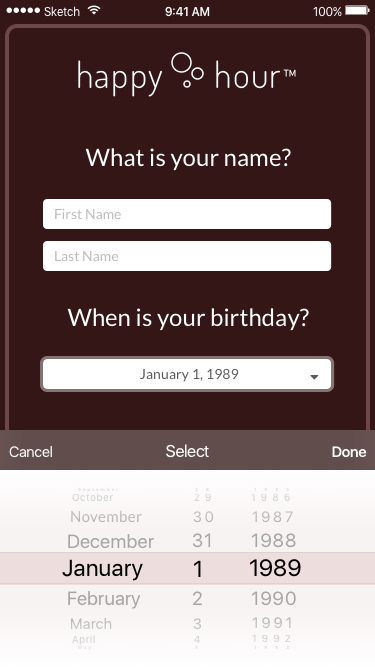 Sketch 9:41 AM 100%
happy hour™
What is your name?
First Name
Last Name
When is your birthday?
January 1, 1989
Cancel Select Done
October 29 1986
November 30 1987
December 31 1988
January 1 1989
February 2 1990
March 3 1991
April 4 1992